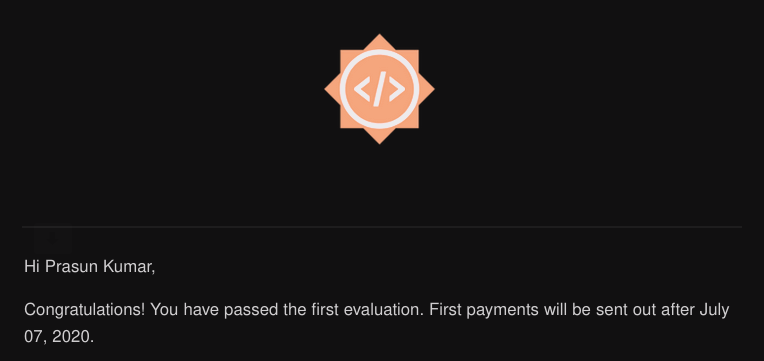 </>
Hi Prasun Kumar,
Congratulations! You have passed the first evaluation. First payments will be sent out after July
07, 2020.